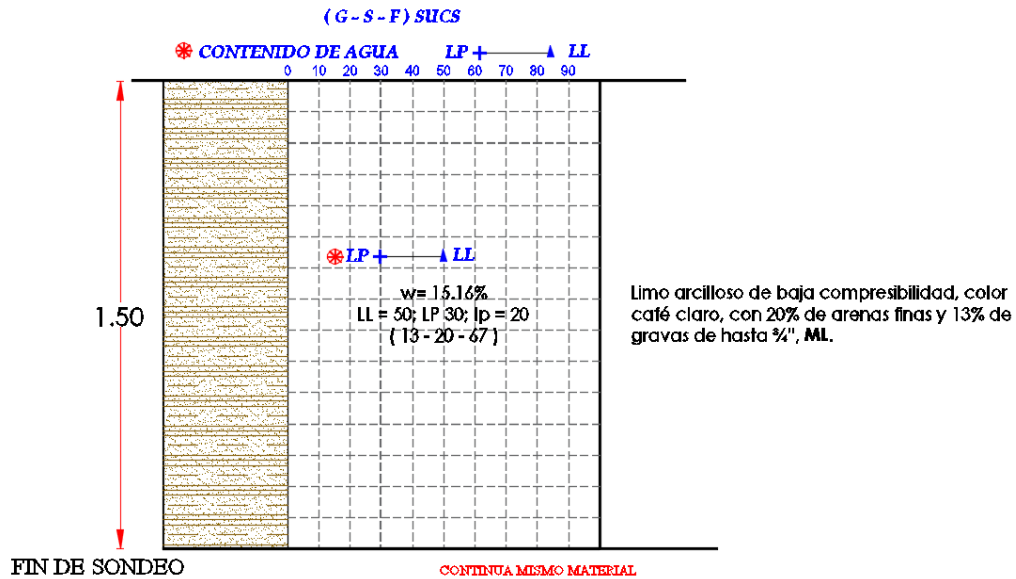 ( G - S - F ) SUCS
CONTENIDO DE AGUA LP LL
0 10 20 30 40 50 60 70 80 90
LP LL
w= 15.16%
LL = 50; LP 30; Ip = 20
( 13 - 20 - 67 )
1.50
Limo arcilloso de baja compresibilidad, color
café claro, con 20% de arenas finas y 13% de
gravas de hasta ¾", ML.
FIN DE SONDEO
CONTINUA MISMO MATERIAL